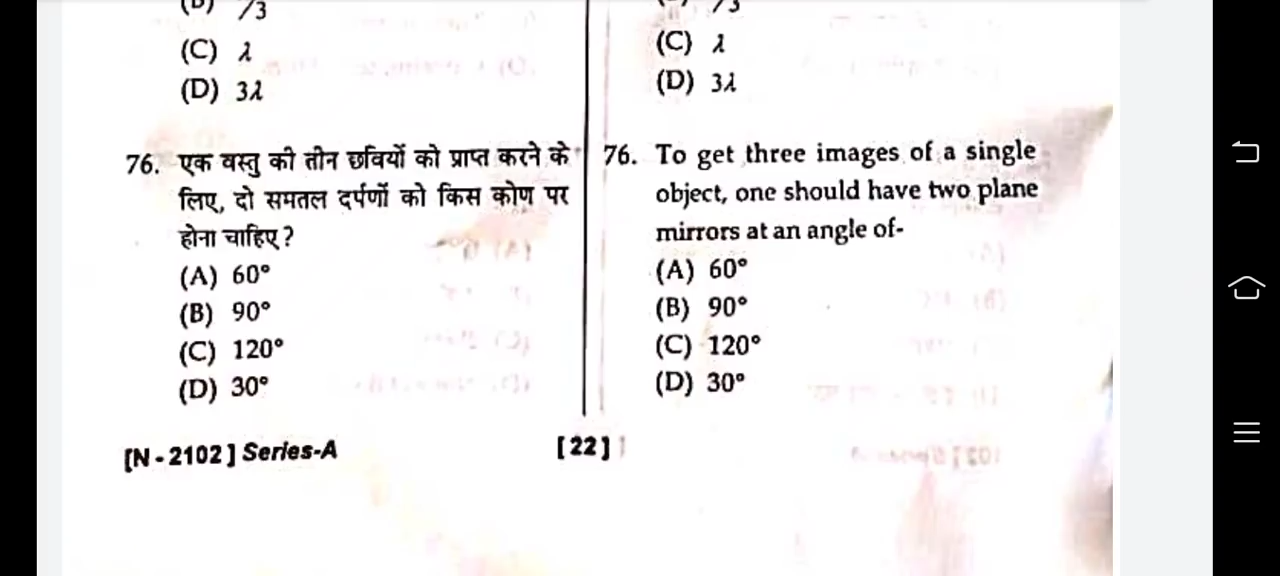 (C) λ
(D) 3λ
76. एक वस्तु की तीन छवियों को प्राप्त करने के
लिए, दो समतल दर्पणों को किस कोण पर
होना चाहिए ?
(A) 60°
(B) 90°
(C) 120°
(D) 30°
[N - 2102 ] Series-A
(C) λ
(D) 3λ
76. To get three images of a single
object, one should have two plane
mirrors at an angle of-
(A) 60°
(B) 90°
(C) 120°
(D) 30°
[ 22 ]